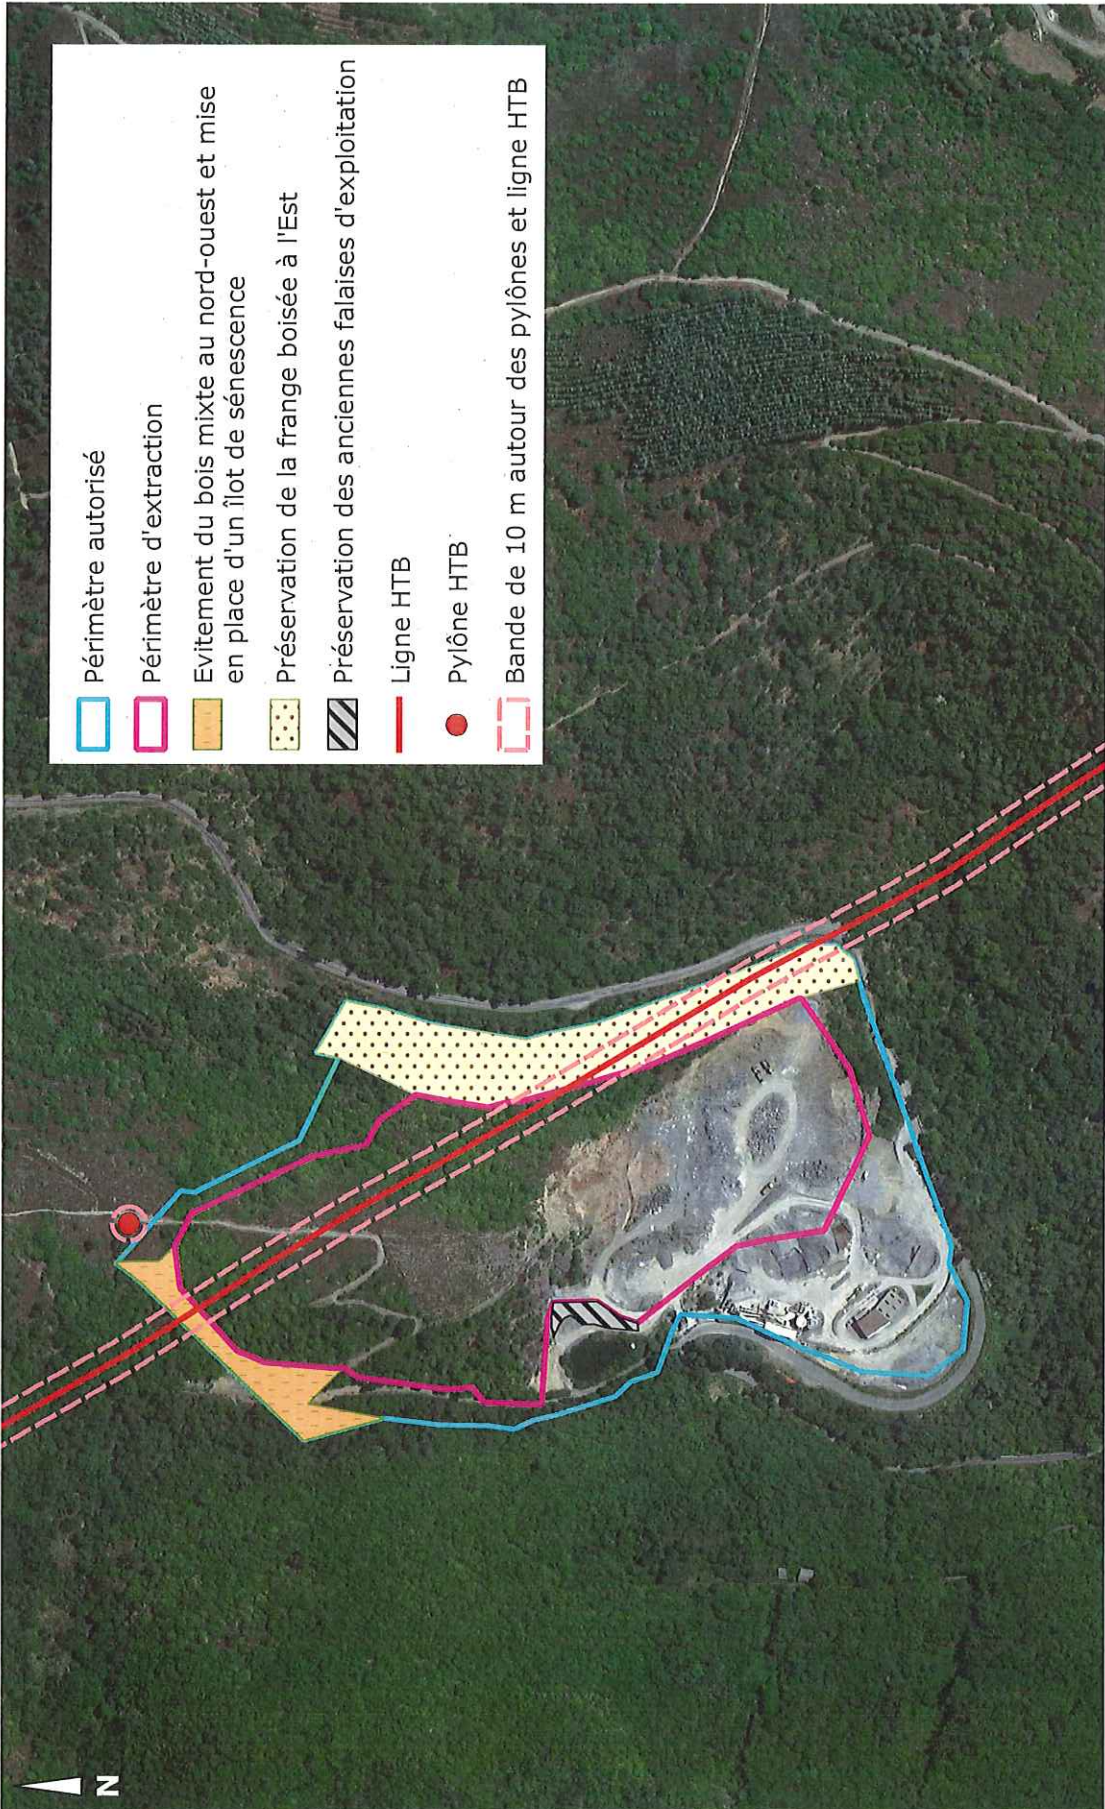 Périmètre autorisé
Périmètre d'extraction
Evitement du bois mixte au nord-ouest et mise
en place d'un îlot de sénescence
Préservation de la frange boisée à l'Est
Préservation des anciennes falaises d'exploitation
Ligne HTB
Pylône HTB
Bande de 10 m autour des pylônes et ligne HTB
N